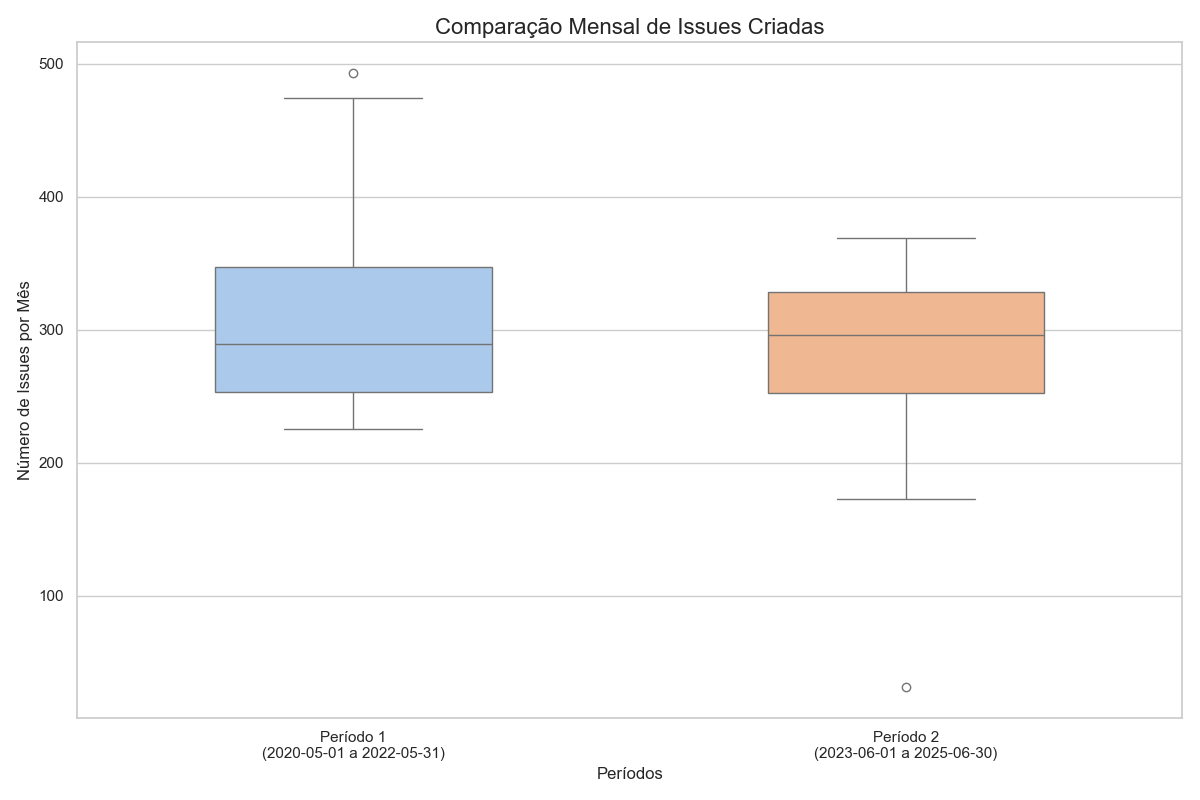 Comparação Mensal de Issues Criadas
Número de Issues por Mês
500
400
300
200
100
Período 1
(2020-05-01 a 2022-05-31)
Período 2
(2023-06-01 a 2025-06-30)
Períodos